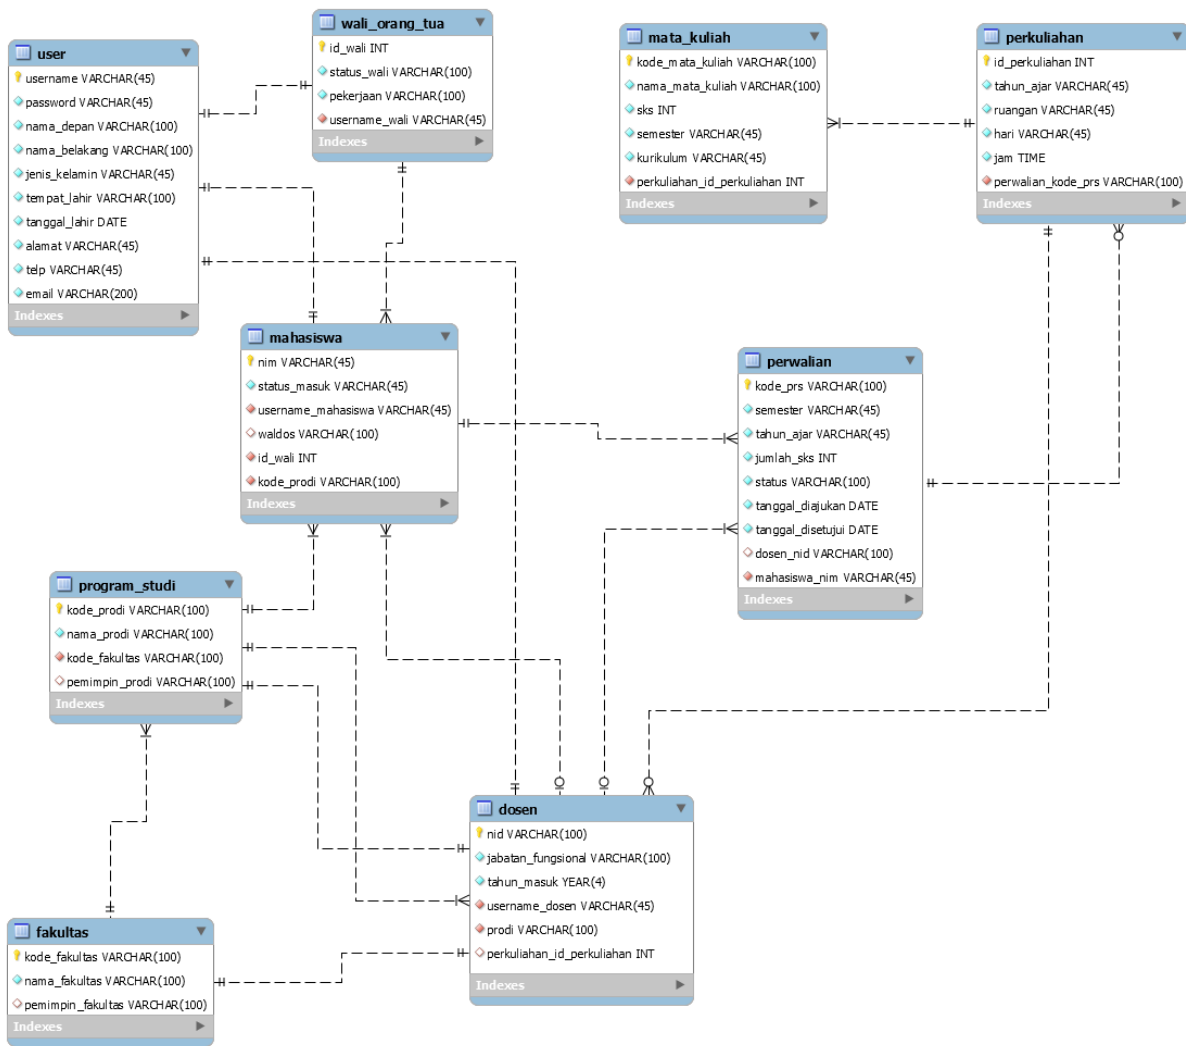 user
username VARCHAR(45)
password VARCHAR(45)
nama_depan VARCHAR(100)
nama_belakang VARCHAR(100)
jenis_kelamin VARCHAR(45)
tempat_lahir VARCHAR(100)
tanggal_lahir DATE
alamat VARCHAR(45)
telp VARCHAR(45)
email VARCHAR(200)
Indexes
wali_orang_tua
id_wali INT
status_wali VARCHAR(100)
pekerjaan VARCHAR(100)
username_wali VARCHAR(45)
Indexes
mata_kuliah
kode_mata_kuliah VARCHAR(100)
nama_mata_kuliah VARCHAR(100)
sks INT
semester VARCHAR(45)
kurikulum VARCHAR(45)
perkuliahan_id_perkuliahan INT
Indexes
perkuliahan
id_perkuliahan INT
tahun_ajar VARCHAR(45)
ruangan VARCHAR(45)
hari VARCHAR(45)
jam TIME
perwalian_kode_prs VARCHAR(100)
Indexes
mahasiswa
nim VARCHAR(45)
status_masuk VARCHAR(45)
username_mahasiswa VARCHAR(45)
waldos VARCHAR(100)
id_wali INT
kode_prodi VARCHAR(100)
Indexes
perwalian
kode_prs VARCHAR(100)
semester VARCHAR(45)
tahun_ajar VARCHAR(45)
jumlah_sks INT
status VARCHAR(100)
tanggal_diajukan DATE
tanggal_disetujui DATE
dosen_nid VARCHAR(100)
mahasiswa_nim VARCHAR(45)
Indexes
program_studi
kode_prodi VARCHAR(100)
nama_prodi VARCHAR(100)
kode_fakultas VARCHAR(100)
pemimpin_prodi VARCHAR(100)
Indexes
dosen
nid VARCHAR(100)
jabatan_fungsional VARCHAR(100)
tahun_masuk YEAR(4)
username_dosen VARCHAR(45)
prodi VARCHAR(100)
perkuliahan_id_perkuliahan INT
Indexes
fakultas
kode_fakultas VARCHAR(100)
nama_fakultas VARCHAR(100)
pemimpin_fakultas VARCHAR(100)
Indexes